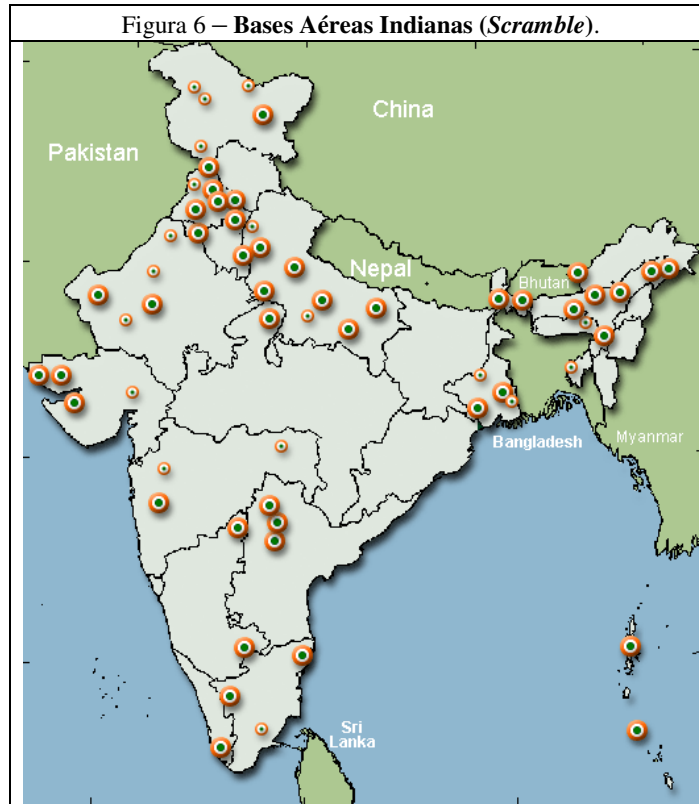 Figura 6 – Bases Aéreas Indianas (Scramble).
China
Pakistan
Nepal
Bhutan
Bangladesh
Myanmar
Sri
Lanka